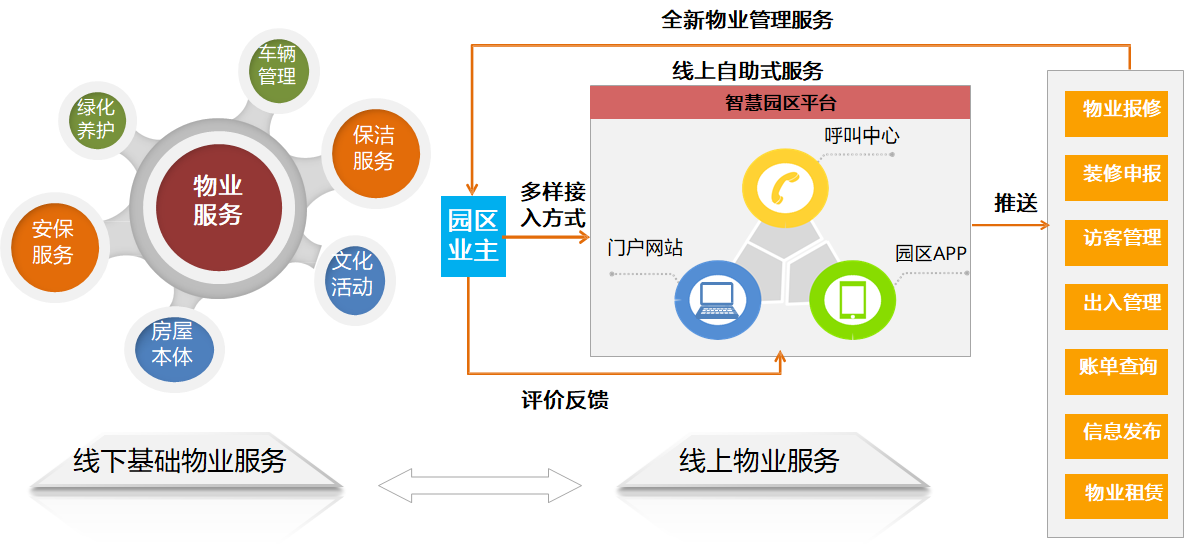 全新物业管理服务
车辆
管理
绿化
养护
保洁
服务
物业
服务
安保
服务
文化
活动
房屋
本体
线下基础物业服务
园区
业主
多样接
入方式
评价反馈
线上自助式服务
智慧园区平台
呼叫中心
门户网站
园区APP
推送
物业报修
装修申报
访客管理
出入管理
账单查询
信息发布
物业租赁
线上物业服务